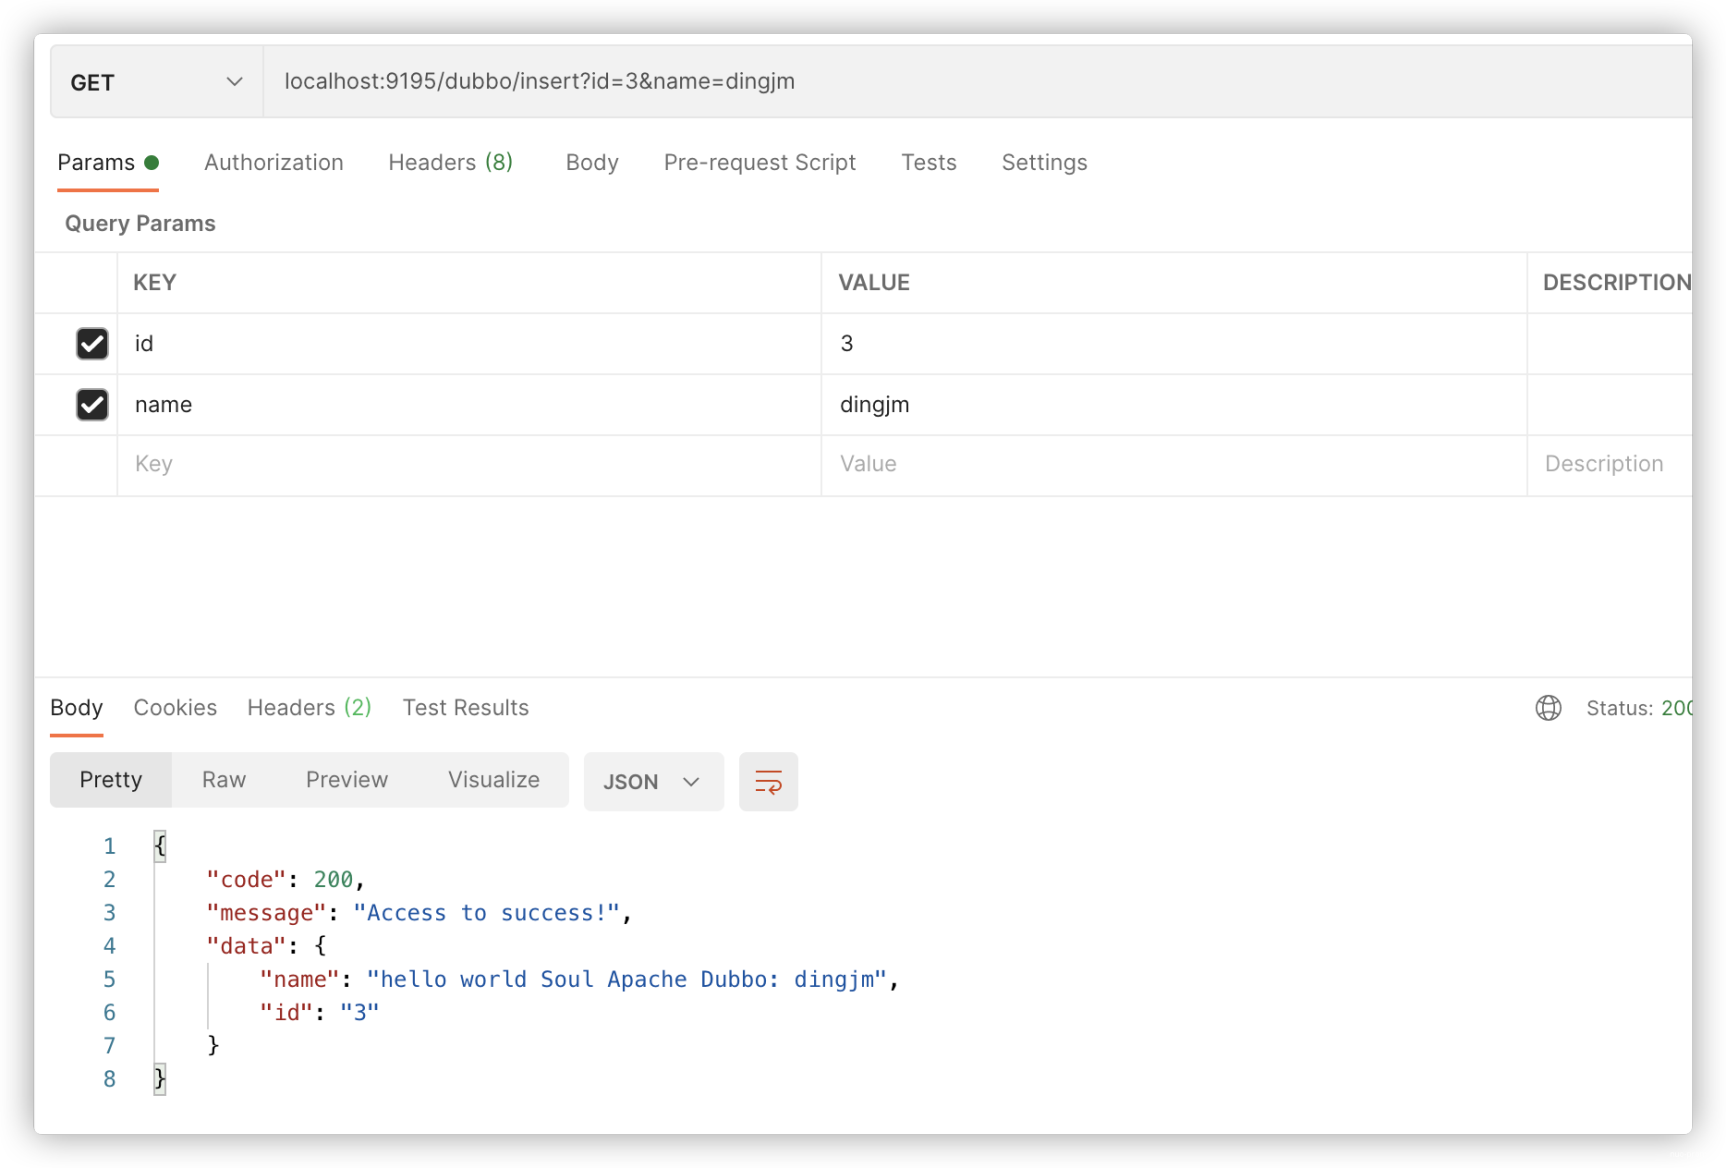 GET localhost:9195/dubbo/insert?id=3&name=dingjm
Params Authorization Headers (8) Body Pre-request Script Tests Settings
Query Params
KEY VALUE DESCRIPTION
id 3
name dingjm
Key Value Description
Body Cookies Headers (2) Test Results Status: 200
Pretty Raw Preview Visualize JSON
1 {
2 "code": 200,
3 "message": "Access to success!",
4 "data": {
5 "name": "hello world Soul Apache Dubbo: dingjm",
6 "id": "3"
7 }
8 }